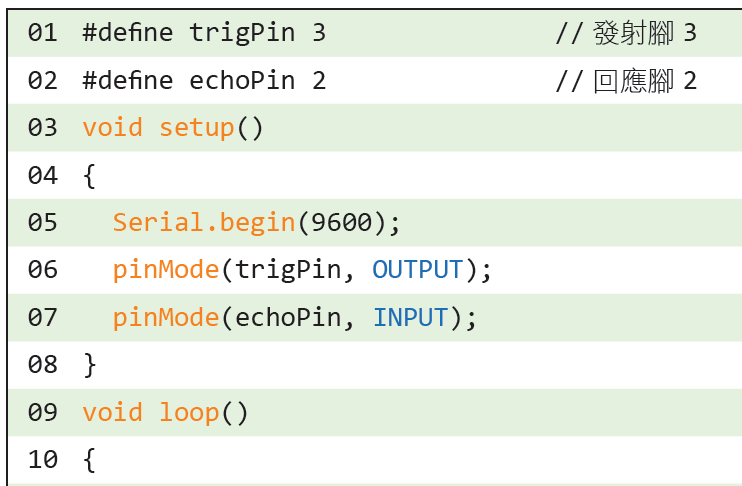 01 #define trigPin 3 // 發射腳 3
02 #define echoPin 2 // 回應腳 2
03 void setup()
04 {
05 Serial.begin(9600);
06 pinMode(trigPin, OUTPUT);
07 pinMode(echoPin, INPUT);
08 }
09 void loop()
10 {